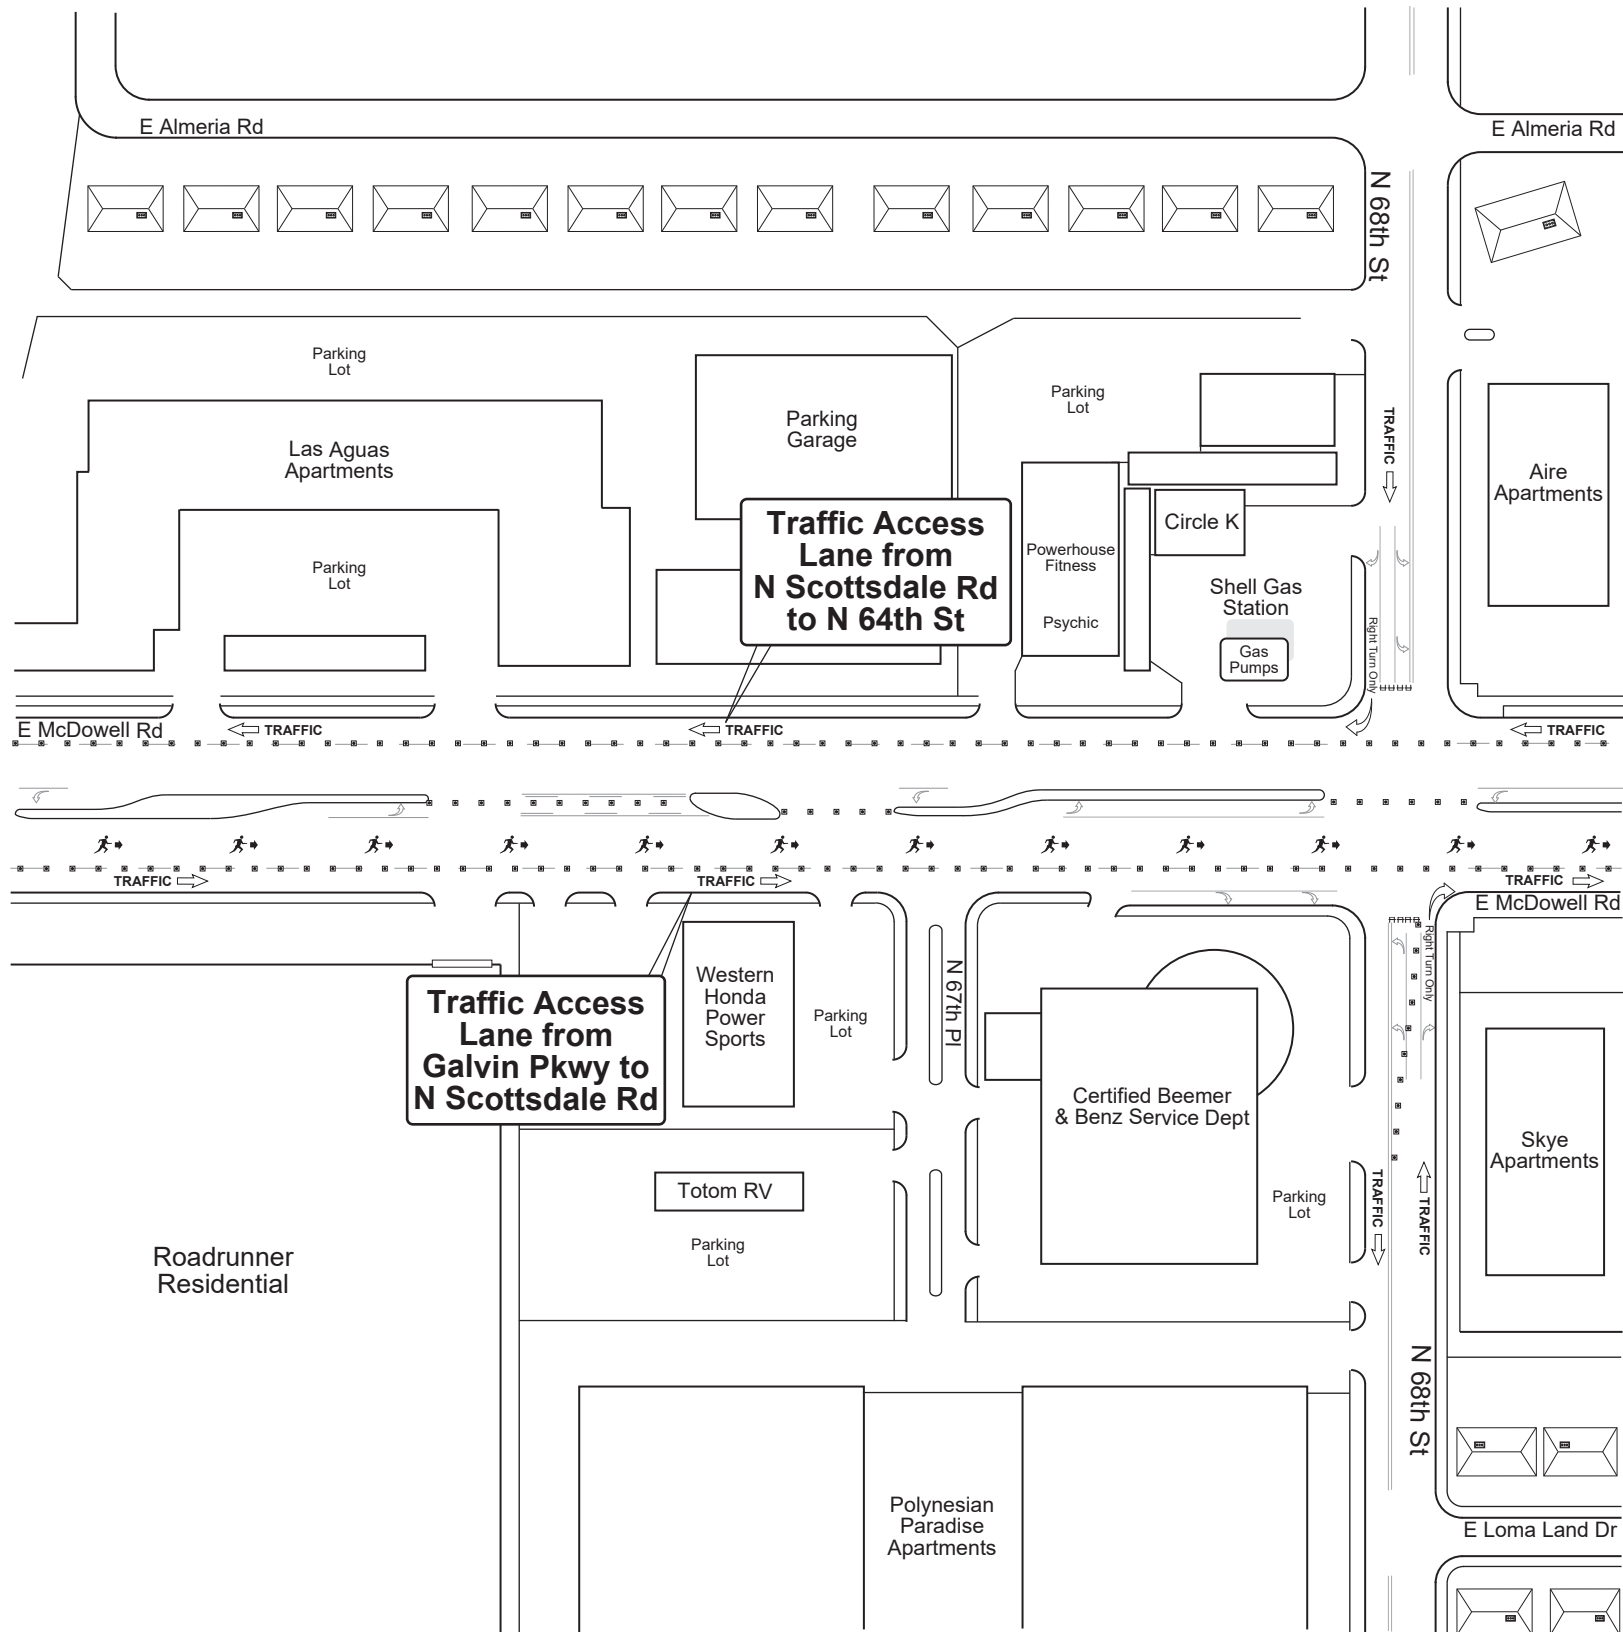 E Almeria Rd
E Almeria Rd
N 68th St
Parking
Lot
Las Aguas
Apartments
Parking
Lot
Parking
Garage
Parking
Lot
TRAFFIC
Aire
Apartments
Traffic Access
Lane from
N Scottsdale Rd
to N 64th St
Circle K
Powerhouse
Fitness
Psychic
Shell Gas
Station
Gas
Pumps
Right Turn Only
E McDowell Rd
TRAFFIC
TRAFFIC
TRAFFIC
TRAFFIC
TRAFFIC
TRAFFIC
E McDowell Rd
Right Turn Only
Traffic Access
Lane from
Galvin Pkwy to
N Scottsdale Rd
Western
Honda
Power
Sports
Parking
Lot
N 67th Pl
Certified Beemer
& Benz Service Dept
Skye
Apartments
Totom RV
Parking
Lot
Parking
Lot
TRAFFIC
TRAFFIC
Roadrunner
Residential
N 68th St
Polynesian
Paradise
Apartments
E Loma Land Dr